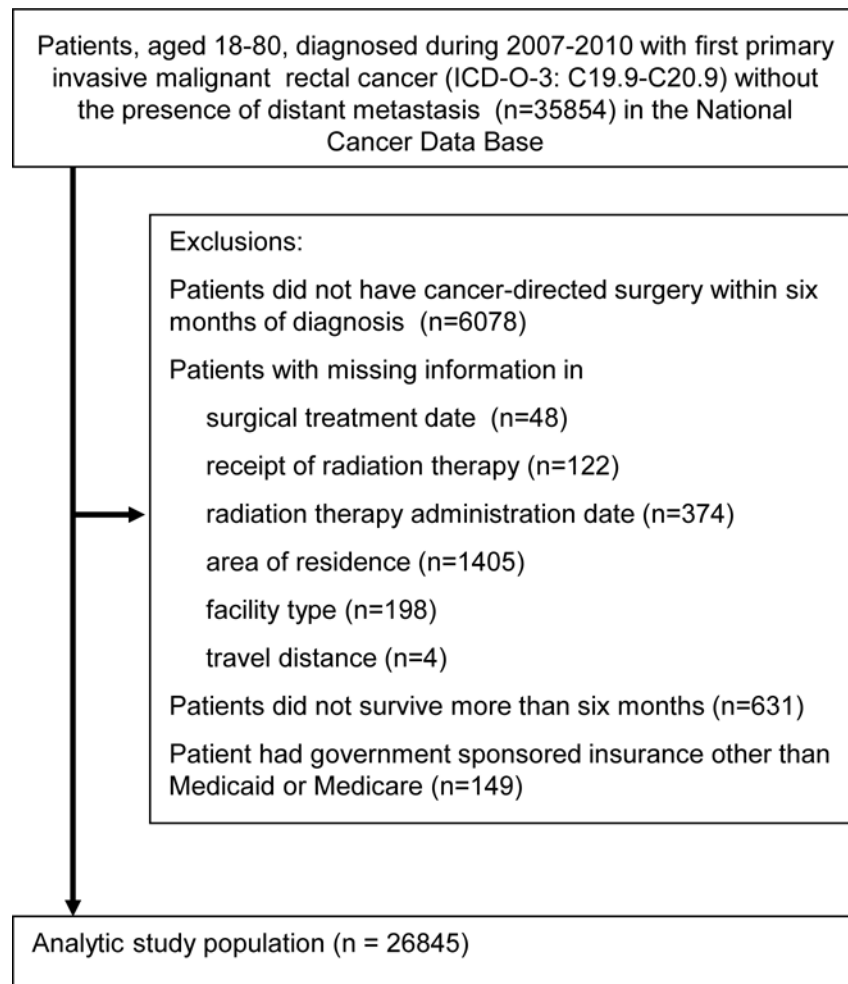 Patients, aged 18-80, diagnosed during 2007-2010 with first primary
invasive malignant rectal cancer (ICD-O-3: C19.9-C20.9) without
the presence of distant metastasis (n=35854) in the National
Cancer Data Base
Exclusions:
Patients did not have cancer-directed surgery within six
months of diagnosis (n=6078)
Patients with missing information in
surgical treatment date (n=48)
receipt of radiation therapy (n=122)
radiation therapy administration date (n=374)
area of residence (n=1405)
facility type (n=198)
travel distance (n=4)
Patients did not survive more than six months (n=631)
Patient had government sponsored insurance other than
Medicaid or Medicare (n=149)
Analytic study population (n = 26845)